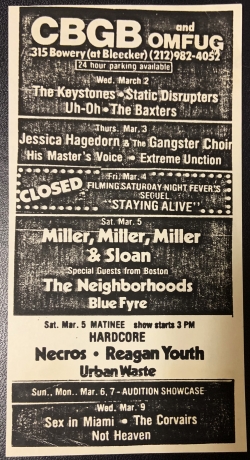 CBGB and
OMFUG
315 Bowery (at Bleecker) (212) 982-4052
24 hour parking available
Wed. March 2
The Keystones • Static Disrupters
Uh-Oh • The Baxters
Thurs. Mar. 3
Jessica Hagedorn & The Gangster Choir
His Master's Voice • Extreme Unction
CLOSED
Fri. Mar. 4
FILMING SATURDAY NIGHT FEVER'S
SEQUEL
"STAYING ALIVE"
Sat. Mar. 5
Miller, Miller, Miller
& Sloan
Special Guests from Boston
The Neighborhoods
Blue Fyre
Sat. Mar. 5 MATINEE show starts 3 PM
HARDCORE
Necros • Reagan Youth
Urban Waste
Sun., Mon.. Mar. 6, 7 - AUDITION SHOWCASE
Wed. Mar. 9
Sex in Miami • The Corvairs
Not Heaven